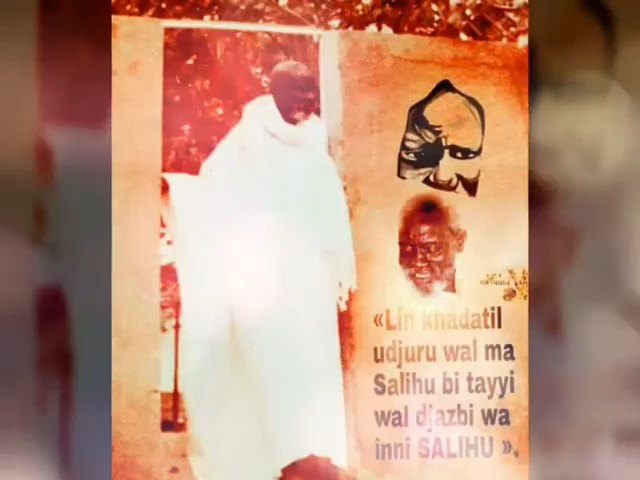 «Lin khadatil
udjuru wal ma
Salihu bi tayyi
wal djazbi wa
inni SALIHU ».